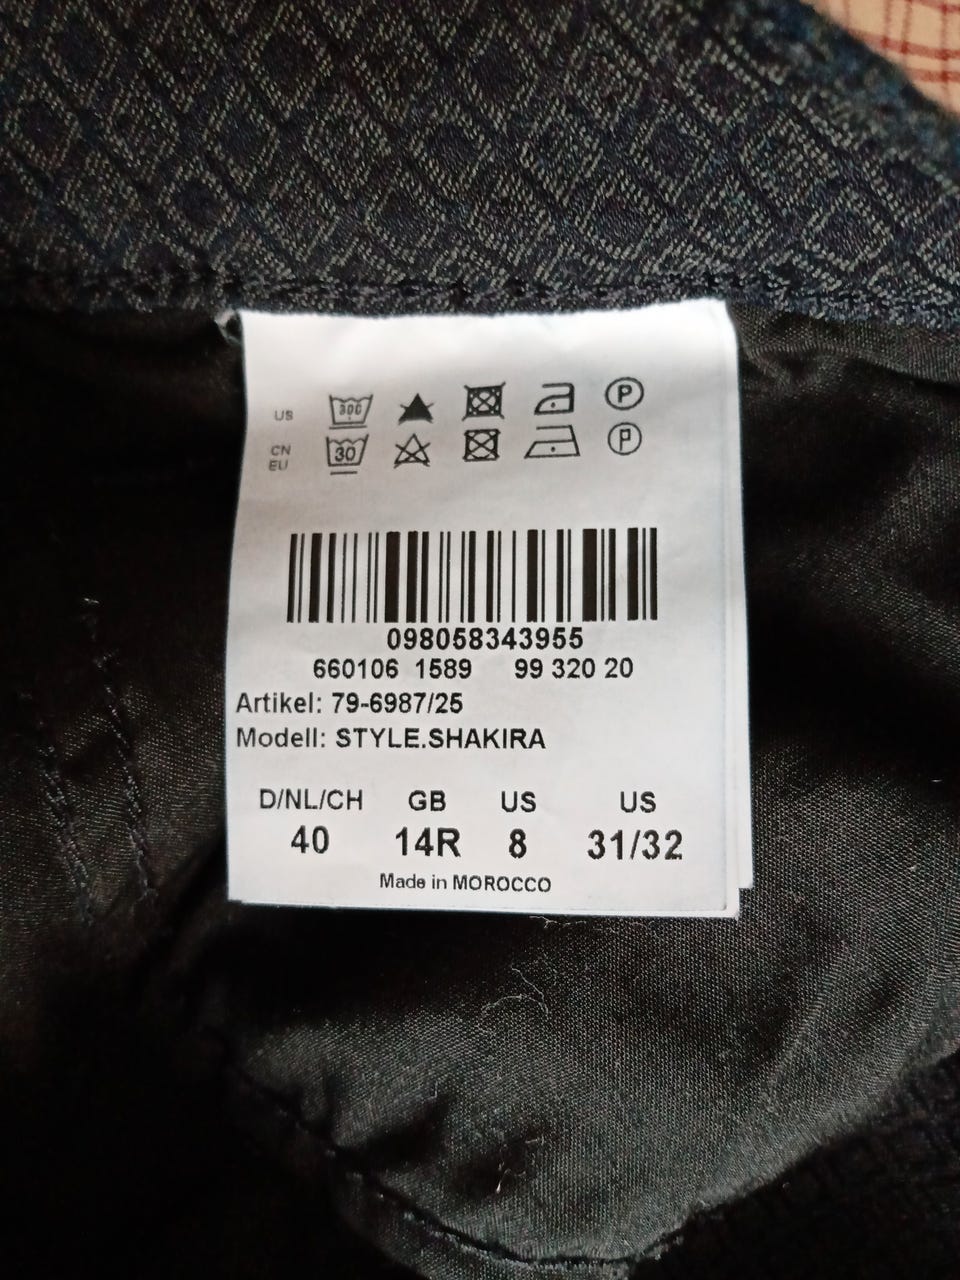 US 300 P
CN EU 30 P
098058343955
660106 1589 99 320 20
Artikel: 79-6987/25
Modell: STYLE.SHAKIRA
D/NL/CH GB US US
40 14R 8 31/32
Made in MOROCCO